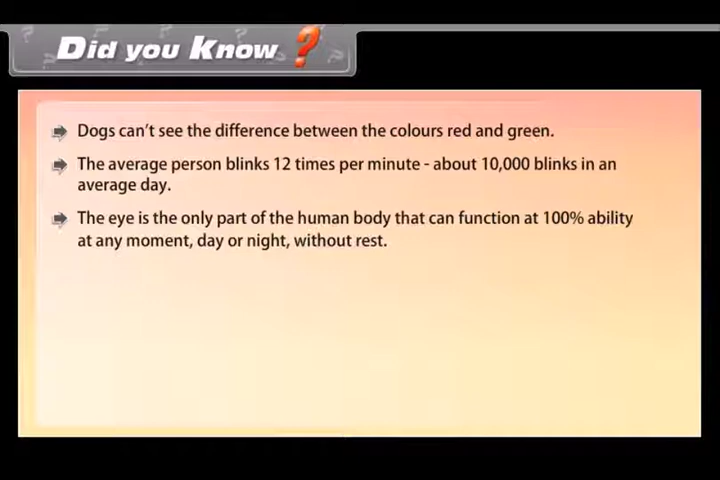 Did you Know ?
Dogs can't see the difference between the colours red and green.
The average person blinks 12 times per minute - about 10,000 blinks in an
average day.
The eye is the only part of the human body that can function at 100% ability
at any moment, day or night, without rest.